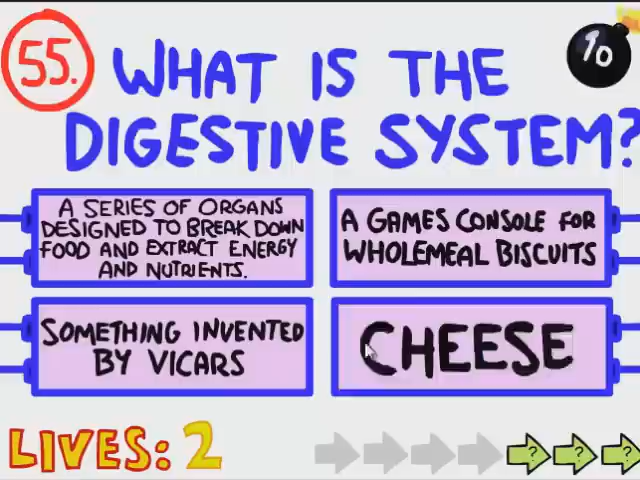 55. WHAT IS THE
DIGESTIVE SYSTEM?
10
A SERIES OF ORGANS
DESIGNED TO BREAK DOWN
FOOD AND EXTRACT ENERGY
AND NUTRIENTS.
A GAMES CONSOLE FOR
WHOLEMEAL BISCUITS
SOMETHING INVENTED
BY VICARS
CHEESE
LIVES: 2
? ? ?